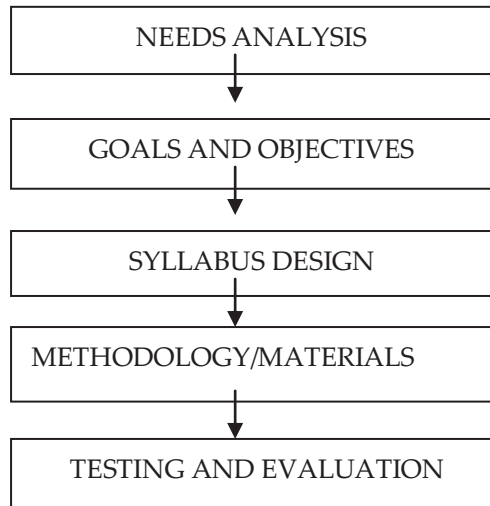 NEEDS ANALYSIS
GOALS AND OBJECTIVES
SYLLABUS DESIGN
METHODOLOGY/MATERIALS
TESTING AND EVALUATION